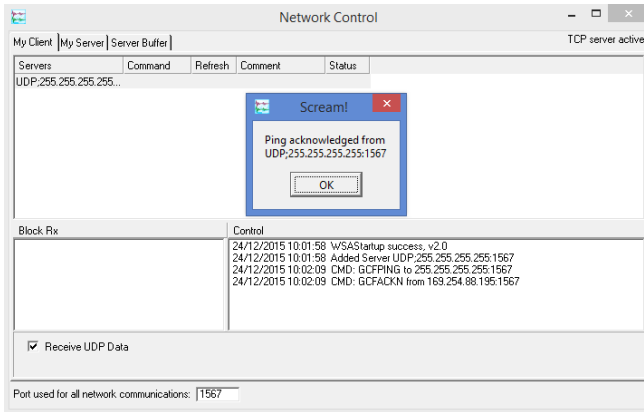 Network Control
My Client My Server Server Buffer
TCP server active
Servers Command Refresh Comment Status
UDP;255.255.255.255...
Scream!
Ping acknowledged from
UDP;255.255.255.255:1567
OK
Block Rx
Control
24/12/2015 10:01:58 WSAStartup success, v2.0
24/12/2015 10:01:58 Added Server UDP;255.255.255.255:1567
24/12/2015 10:02:09 CMD: GCFPING to 255.255.255.255:1567
24/12/2015 10:02:09 CMD: GCFACKN from 169.254.88.195:1567
Receive UDP Data
Port used for all network communications: 1567